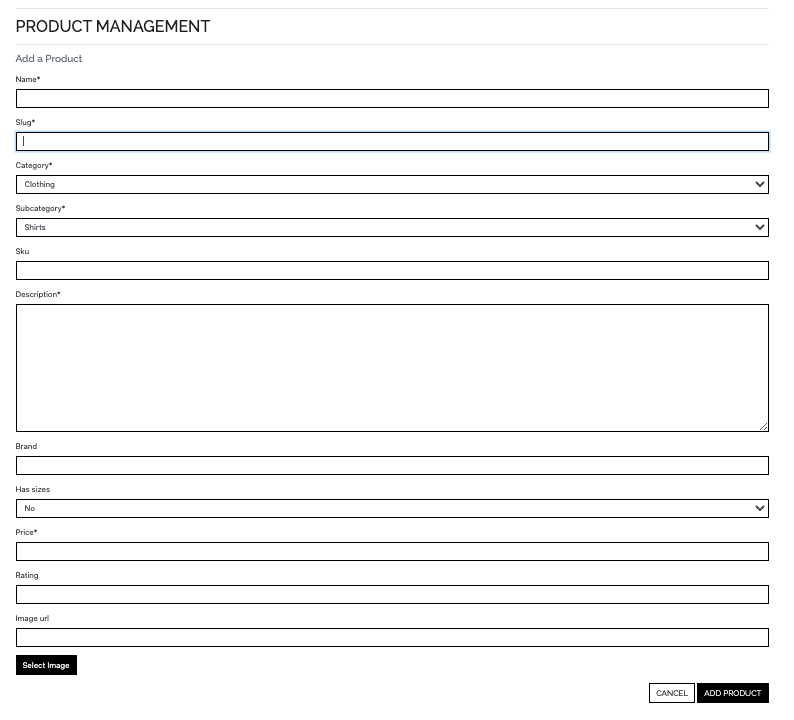 PRODUCT MANAGEMENT
Add a Product
Name*
Slug*
Category*
Clothing
Subcategory*
Shirts
Sku
Description*
Brand
Has sizes
No
Price*
Rating
Image url
Select Image
CANCEL ADD PRODUCT